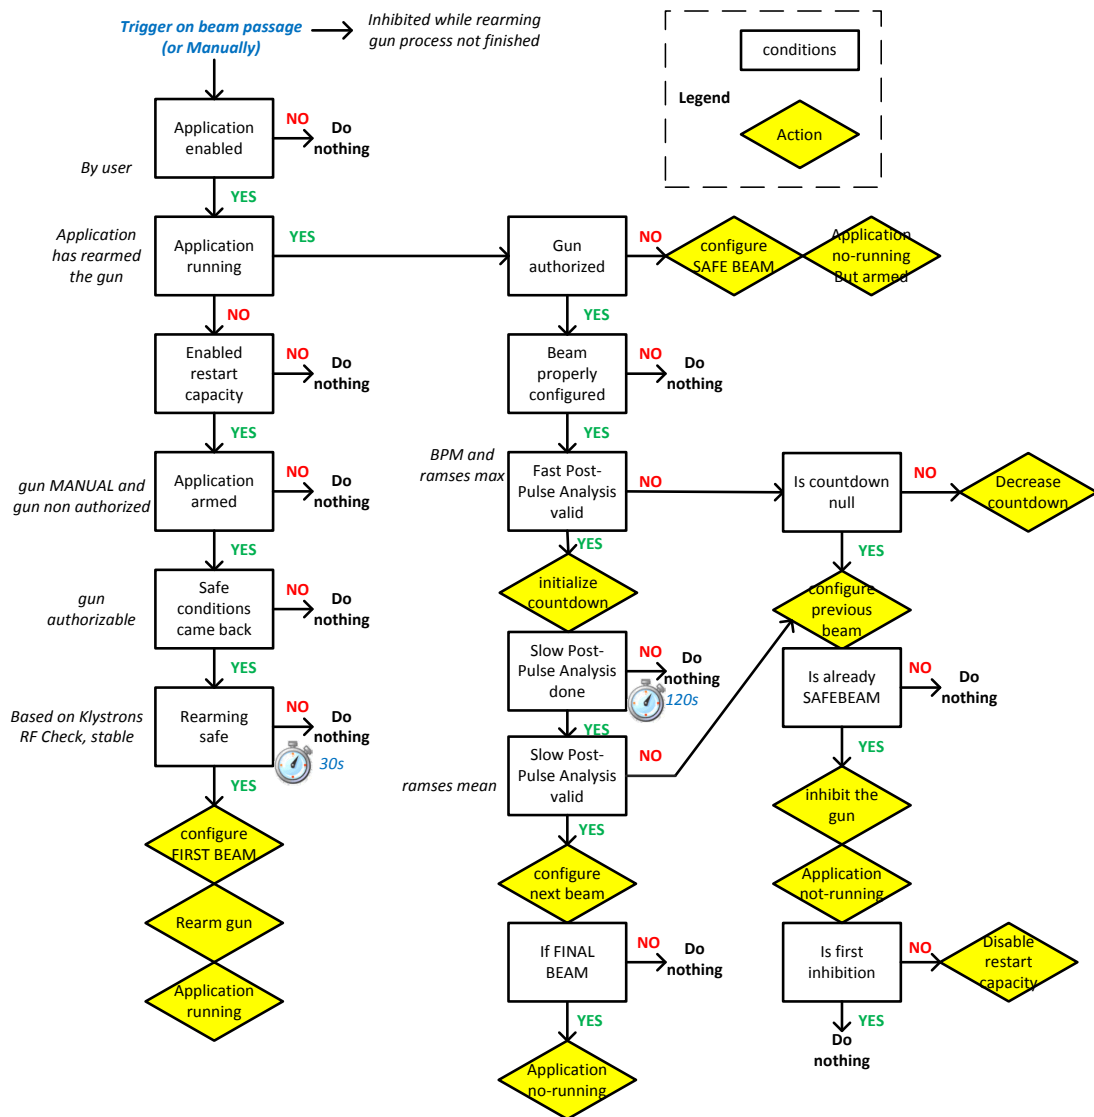 Trigger on beam passage
(or Manually)
Inhibited while rearming
gun process not finished
conditions
Legend
Action
Application
enabled
NO
Do
nothing
By user
YES
Application
has rearmed
the gun
Application
running
YES
Gun
authorized
NO
configure
SAFE BEAM
Application
no-running
But armed
NO
YES
Enabled
restart
capacity
NO
Do
nothing
Beam
properly
configured
NO
Do
nothing
YES
YES
gun MANUAL and
gun non authorized
Application
armed
NO
Do
nothing
BPM and
ramses max
Fast Post-
Pulse Analysis
valid
NO
Is countdown
null
NO
Decrease
countdown
YES
YES
YES
gun
authorizable
Safe
conditions
came back
NO
Do
nothing
initialize
countdown
configure
previous
beam
YES
Slow Post-
Pulse Analysis
done
NO
Do
nothing
120s
Is already
SAFEBEAM
NO
Do
nothing
Based on Klystrons
RF Check, stable
Rearming
safe
NO
Do
nothing
30s
YES
YES
ramses mean
Slow Post-
Pulse Analysis
valid
NO
YES
inhibit the
gun
YES
configure
FIRST BEAM
configure
next beam
Application
not-running
Rearm gun
If FINAL
BEAM
NO
Do
nothing
Is first
inhibition
NO
Disable
restart
capacity
Application
running
YES
YES
Do
nothing
Application
no-running